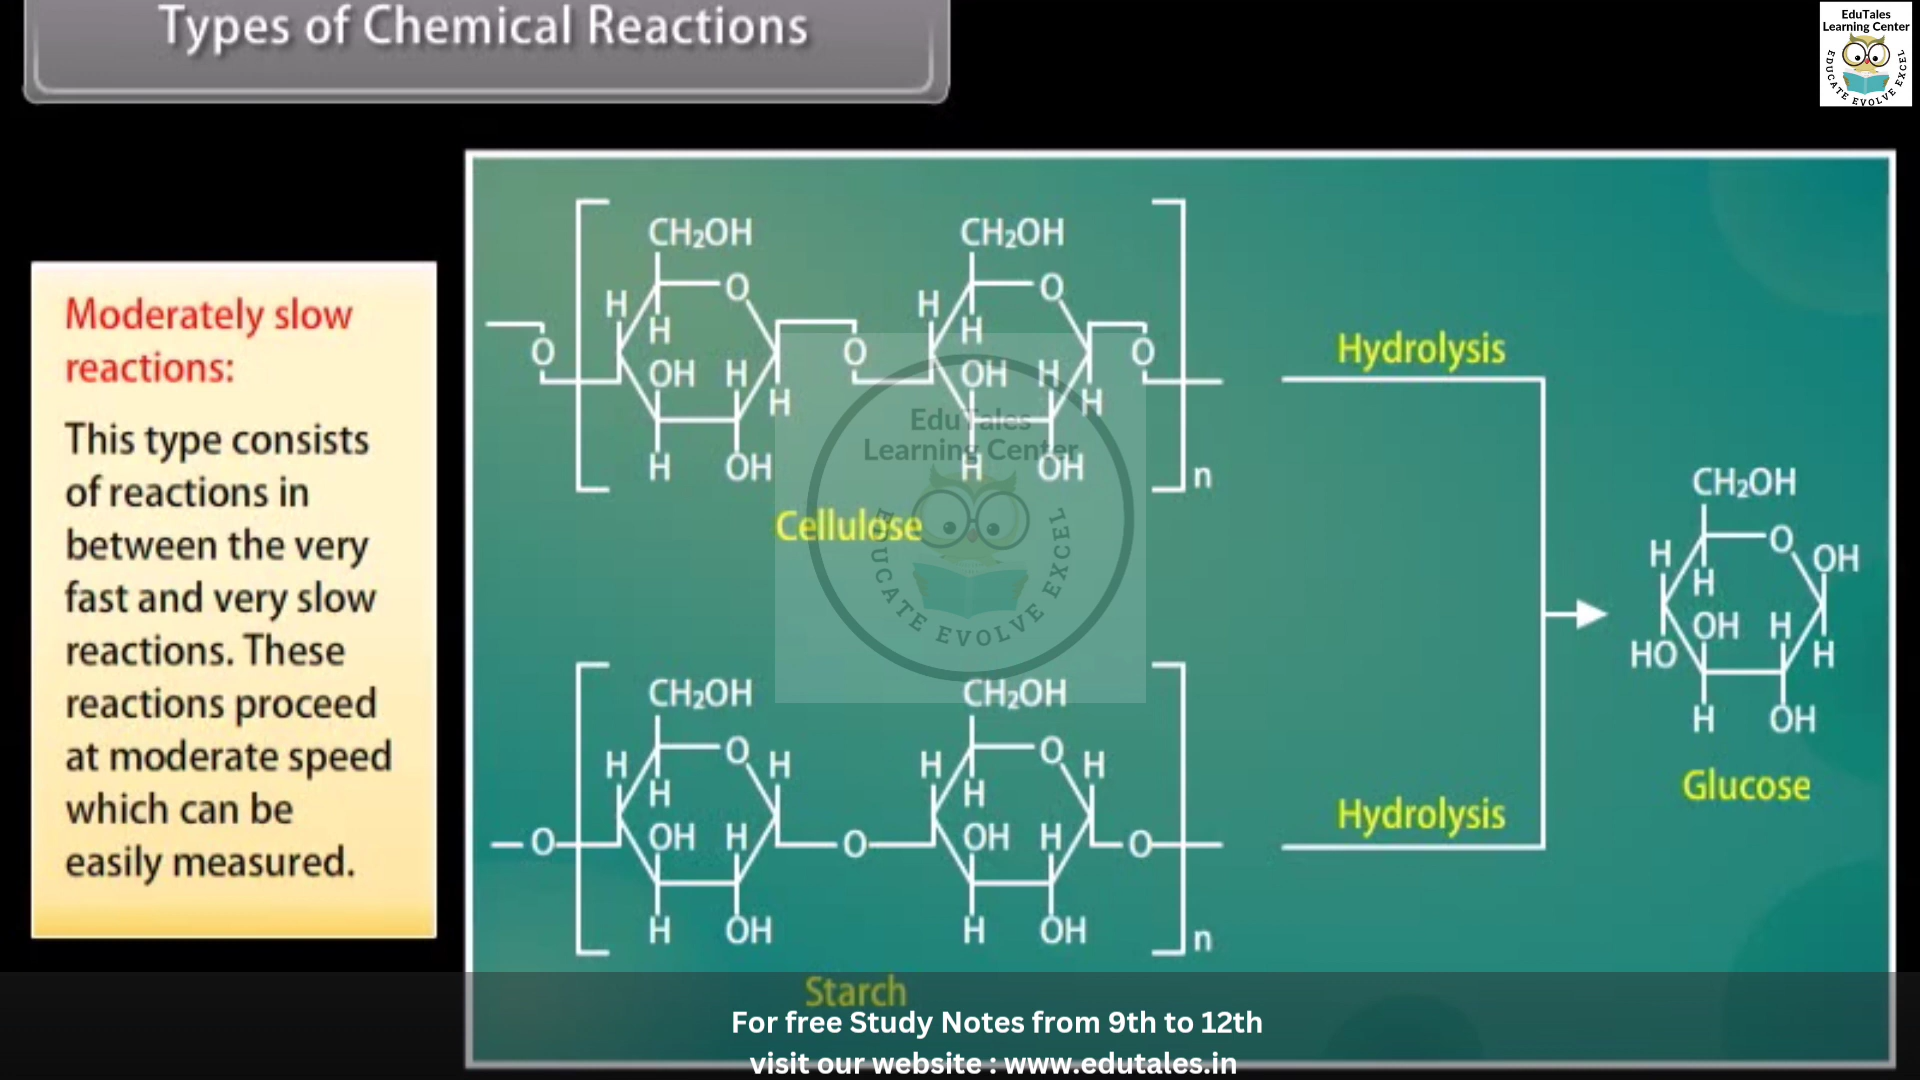 Types of Chemical Reactions
EduTales
Learning Center
EDUCATE EVOLVE EXCEL
Moderately slow
reactions:
This type consists
of reactions in
between the very
fast and very slow
reactions. These
reactions proceed
at moderate speed
which can be
easily measured.
CH₂OH CH₂OH
H O H O
H H
O OH H O OH H O
H H
H OH H OH n
Cellulose
Hydrolysis
EduTales
Learning Center
EDUCATE EVOLVE EXCEL
CH₂OH CH₂OH
H O H H O H
H H
OH H OH H
O O O
H OH H OH n
Starch
Hydrolysis
CH₂OH
H O OH
H
OH H
HO H
H OH
Glucose
For free Study Notes from 9th to 12th
visit our website : www.edutales.in